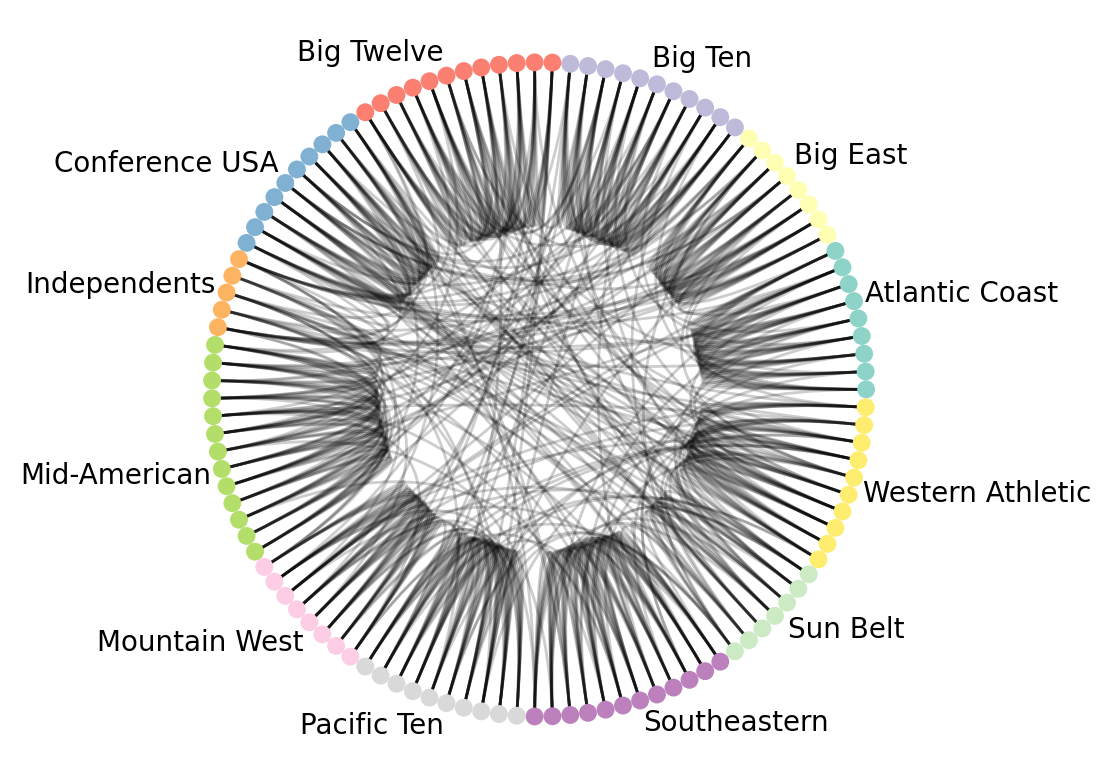 Big Twelve
Big Ten
Big East
Conference USA
Independents
Atlantic Coast
Mid-American
Western Athletic
Sun Belt
Mountain West
Southeastern
Pacific Ten